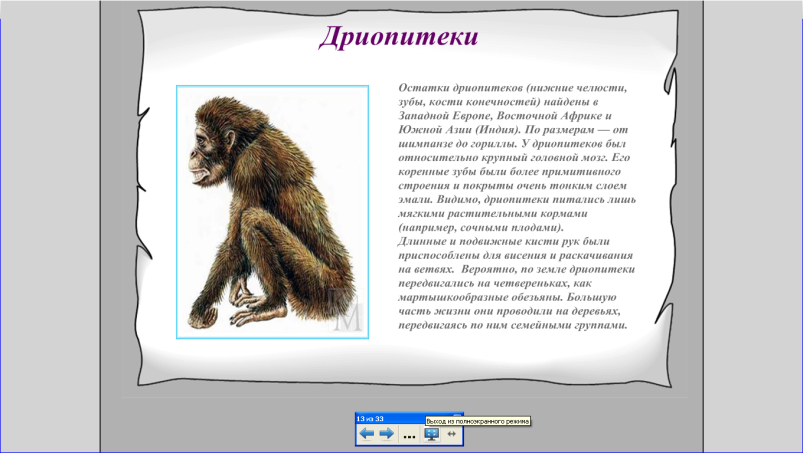 Дриопитеки
Остатки дриопитеков (нижние челюсти,
зубы, кости конечностей) найдены в
Западной Европе, Восточной Африке и
Южной Азии (Индия). По размерам — от
шимпанзе до гориллы. У дриопитеков был
относительно крупный головной мозг. Его
коренные зубы были более примитивного
строения и покрыты очень тонким слоем
эмали. Видимо, дриопитеки питались лишь
мягкими растительными кормами
(например, сочными плодами).
Длинные и подвижные кисти рук были
приспособлены для висения и раскачивания
на ветвях. Вероятно, по земле дриопитеки
передвигались на четвереньках, как
мартышкообразные обезьяны. Большую
часть жизни они проводили на деревьях,
передвигаясь по ним семейными группами.
13 из 33
Выход из полноэкранного режима